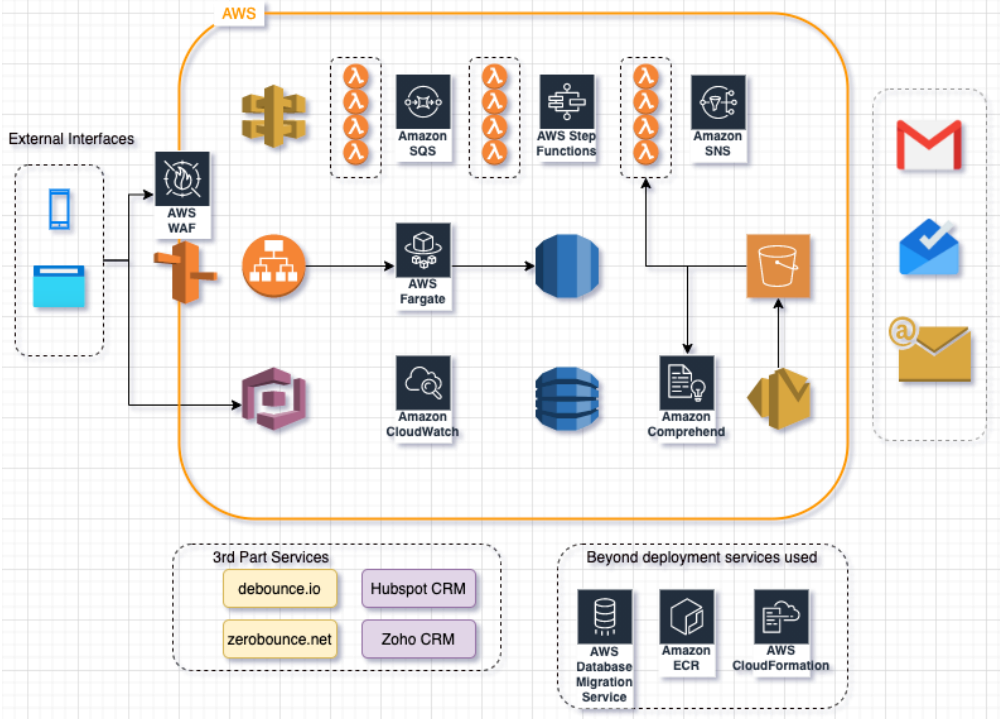 AWS
External Interfaces
Amazon
SQS
AWS Step
Functions
Amazon
SNS
AWS
WAF
AWS
Fargate
Amazon
CloudWatch
Amazon
Comprehend
@
3rd Part Services
debounce.io
Hubspot CRM
zerobounce.net
Zoho CRM
Beyond deployment services used
AWS
Database
Migration
Service
Amazon
ECR
AWS
CloudFormation